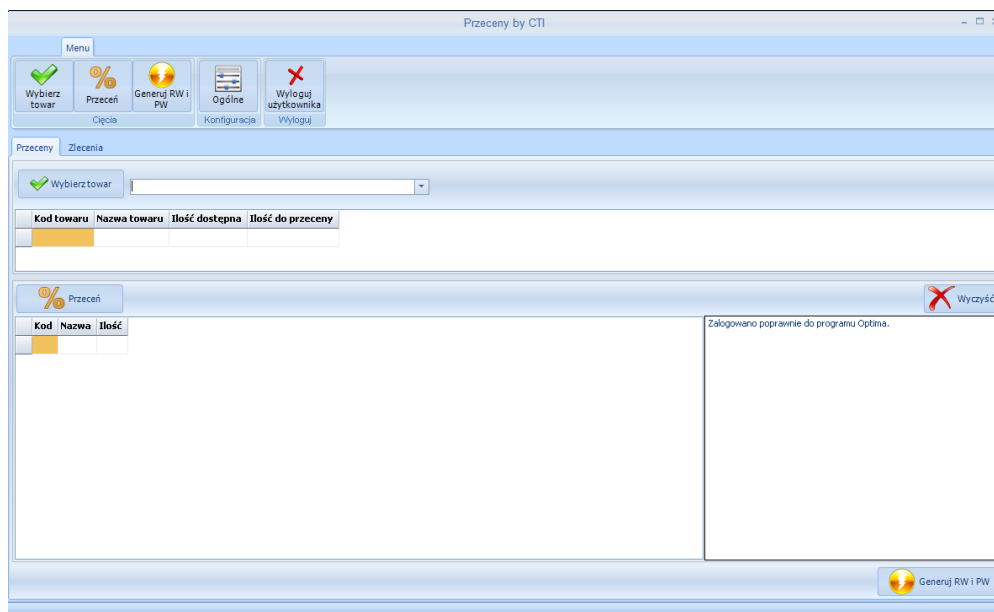 Przeceny by CTI
Menu
Wybierz towar
Przeceń
Generuj RW i PW
Ogólne
Wyloguj użytkownika
Cięcia
Konfiguracja
Wyloguj
Przeceny
Zlecenia
Wybierz towar
Kod towaru Nazwa towaru Ilość dostępna Ilość do przeceny
Przeceń
Wyczyść
Kod Nazwa Ilość
Zalogowano poprawnie do programu Optima.
Generuj RW i PW